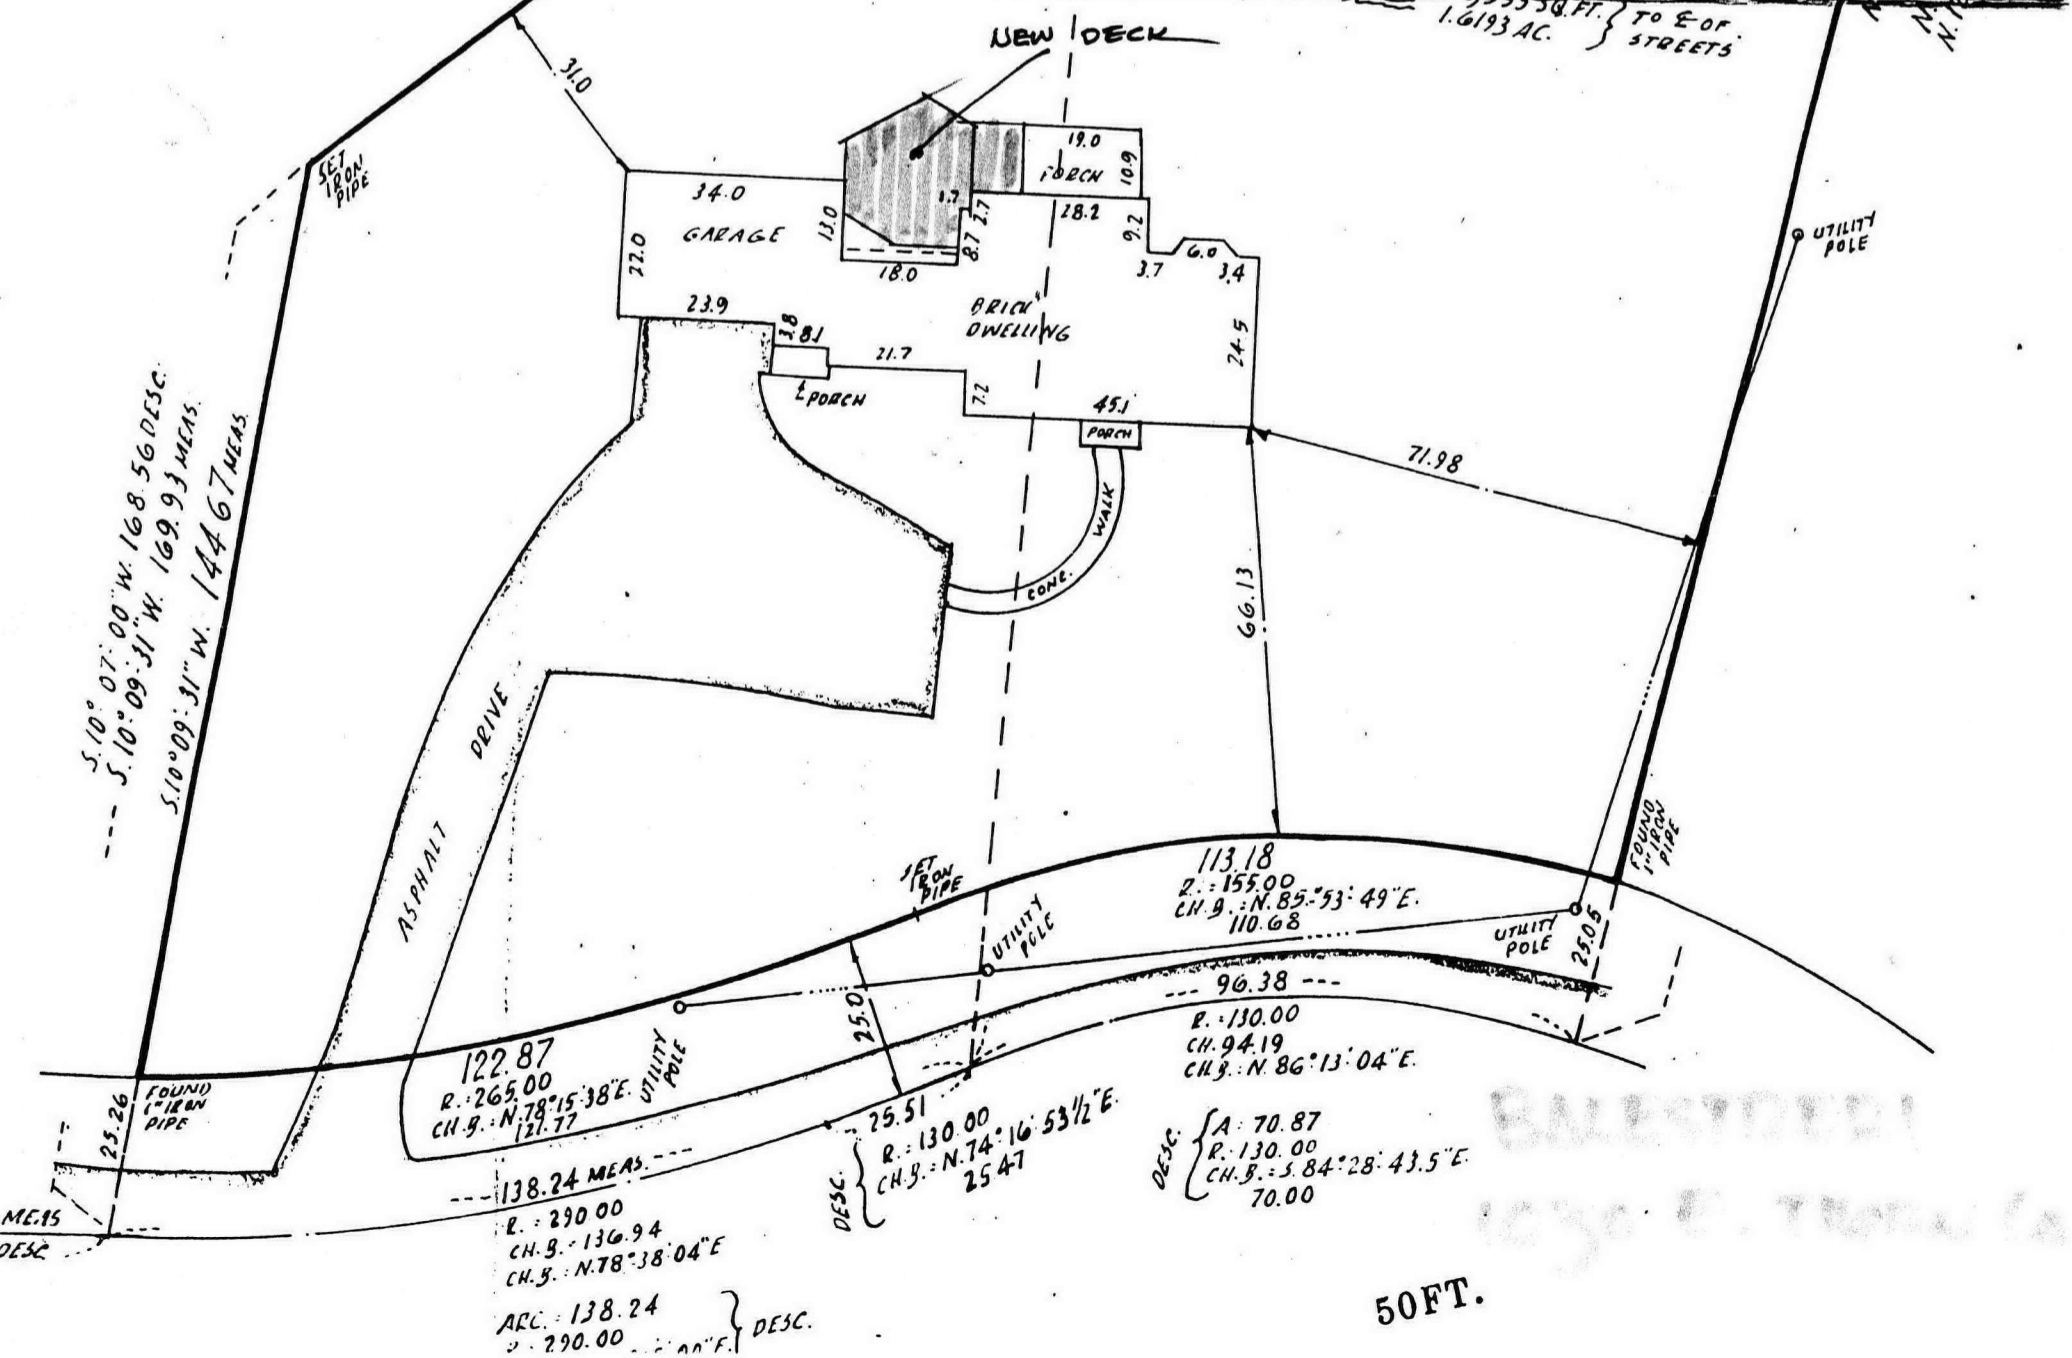 NEW DECK
1.6193 AC.
TO ℄ OF
STREETS
31.0
SET
IRON
PIPE
34.0
GARAGE
22.0
13.0
18.0
1.7
2.7
8.7
19.0
PORCH
10.9
28.2
9.2
3.7
6.0
3.4
UTILITY
POLE
23.9
3.8
8.1
PORCH
21.7
7.2
BRICK
DWELLING
24.5
45.1
PORCH
71.98
WALK
CONC.
66.13
S.10°07'00"W. 168.56 DESC.
--- S.10°09'31"W. 169.93 MEAS.
S.10°09'31"W. 144.67 MEAS.
ASPHALT DRIVE
SET
IRON
PIPE
UTILITY
POLE
113.18
R.=155.00
CH.B.: N.85°53'49"E.
110.68
UTILITY
POLE
FOUND
1" IRON
PIPE
25.05
--- 96.38 ---
R.=130.00
CH. 94.19
CH.B.: N.86°13'04"E.
25.0
UTILITY
POLE
122.87
R.=265.00
CH.B.: N.78°15'38"E.
121.77
FOUND
1" IRON
PIPE
25.26
MEAS
DESC
--- 138.24 MEAS. ---
R.=290.00
CH.B.=136.94
CH.B.: N.78°38'04"E
ARC.=138.24
290.00
DESC.
25.51
DESC.
R.=130.00
CH.B.=N.74°16'53½"E.
25.47
DESC.
A: 70.87
R.=130.00
CH.B.=S.84°28'43.5"E.
70.00
50FT.